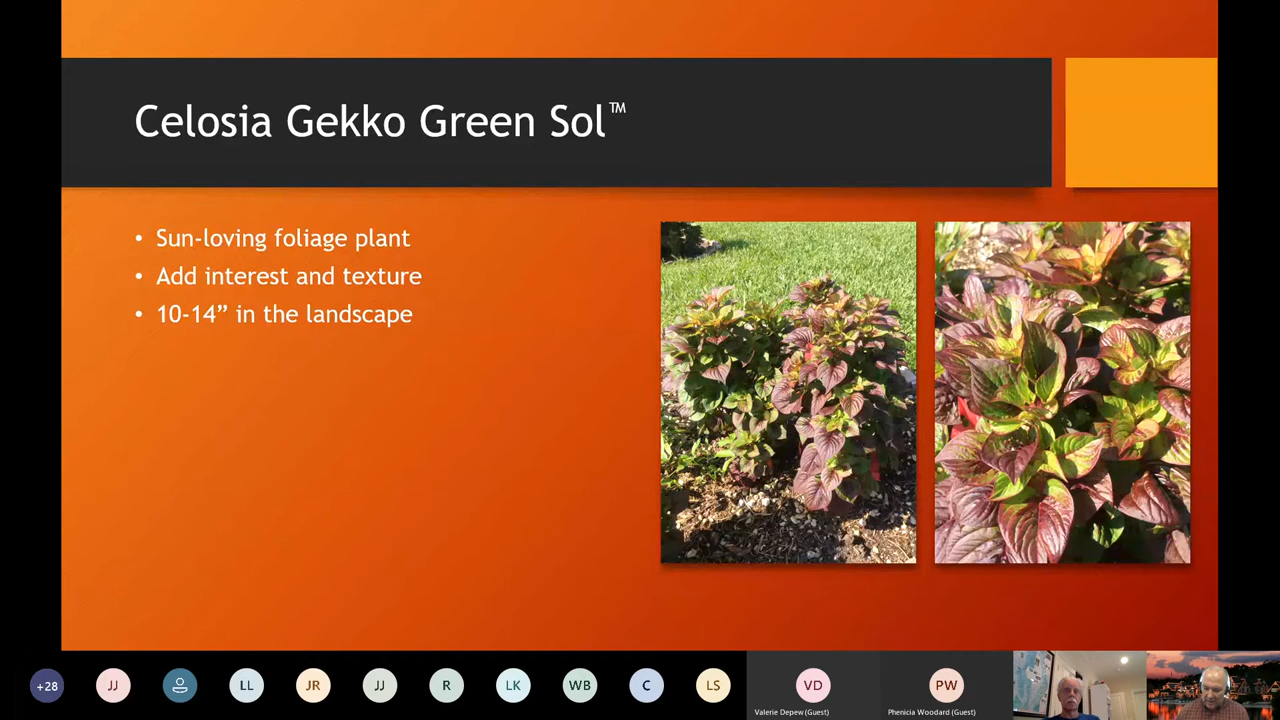 Celosia Gekko Green Sol™
• Sun-loving foliage plant
• Add interest and texture
• 10-14” in the landscape
+28 JJ LL JR JJ R LK WB C LS VD PW
Valerie Depew (Guest) Phenicia Woodard (Guest)